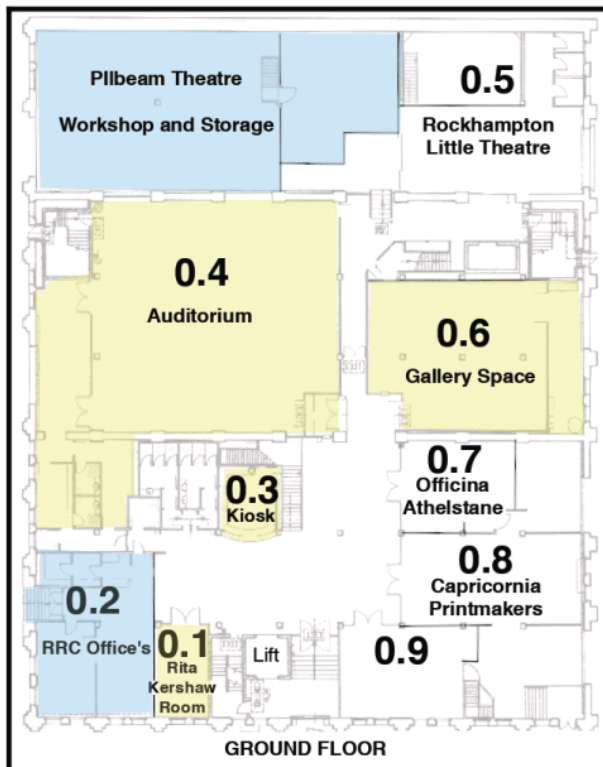 PIlbeam Theatre
Workshop and Storage
0.5
Rockhampton
Little Theatre
0.4
Auditorium
0.6
Gallery Space
0.3
Kiosk
0.7
Officina
Athelstane
0.8
Capricornia
Printmakers
0.2
RRC Office's
0.1
Rita
Kershaw
Room
Lift
0.9
GROUND FLOOR